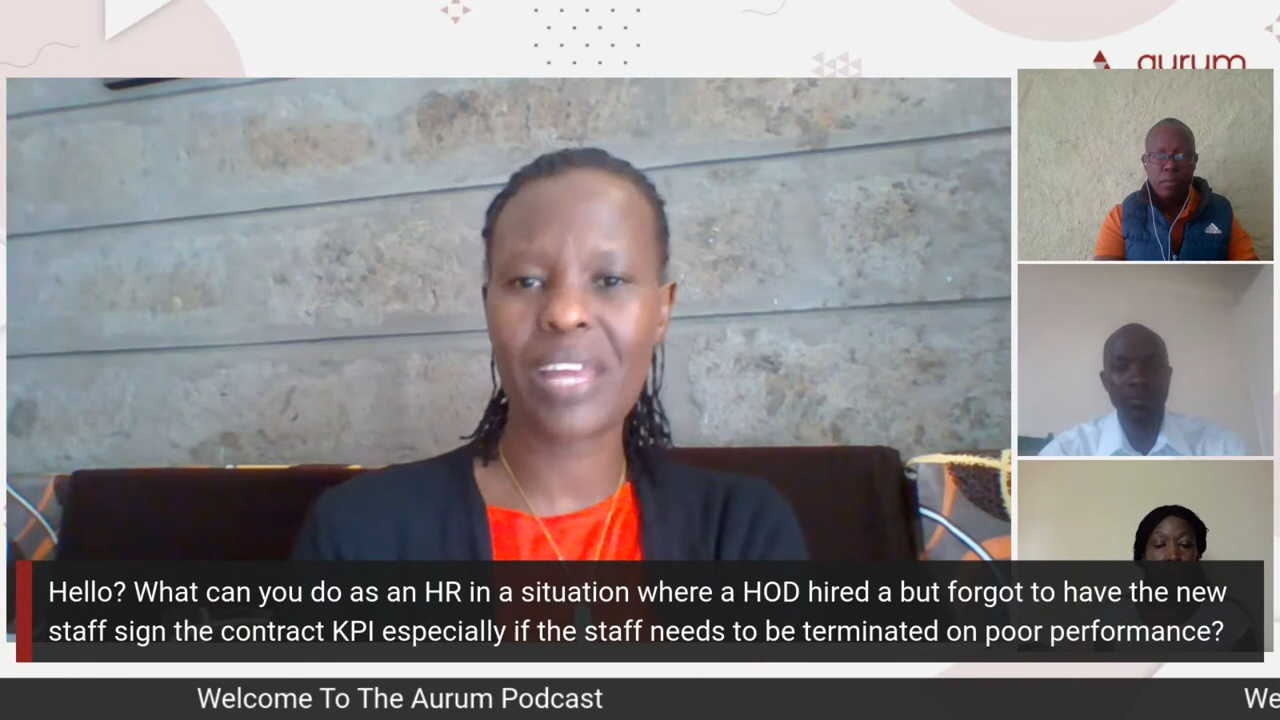 aurum
Hello? What can you do as an HR in a situation where a HOD hired a but forgot to have the new
staff sign the contract KPI especially if the staff needs to be terminated on poor performance?
Welcome To The Aurum Podcast
We